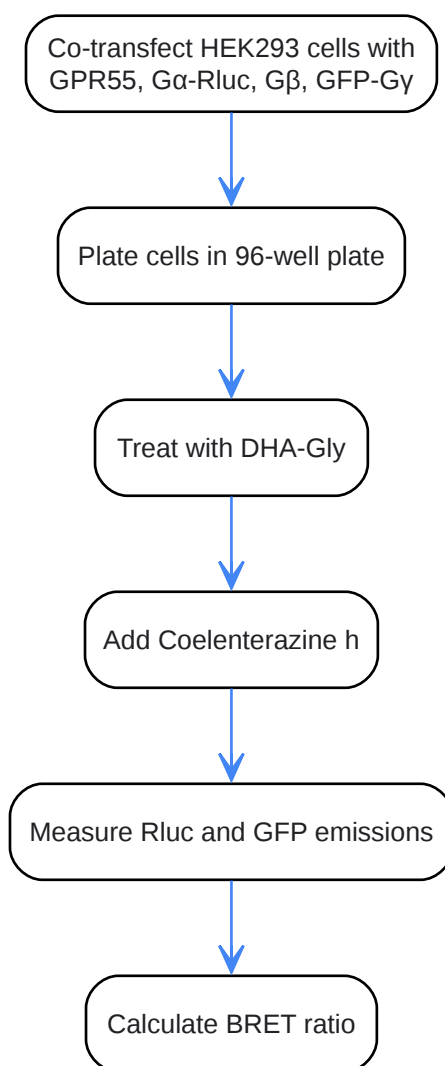 Co-transfect HEK293 cells with
GPR55, Gα-Rluc, Gβ, GFP-Gγ
Plate cells in 96-well plate
Treat with DHA-Gly
Add Coelenterazine h
Measure Rluc and GFP emissions
Calculate BRET ratio